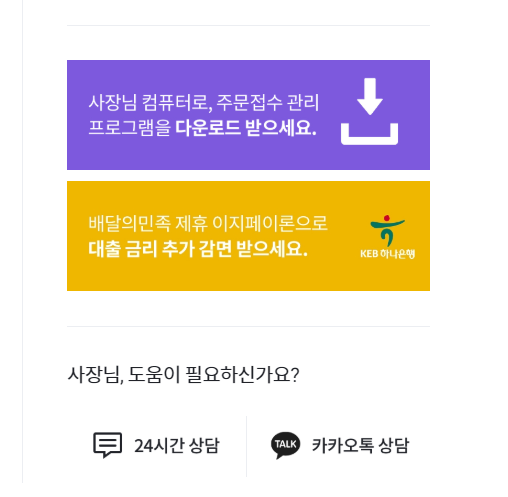 사장님 컴퓨터로, 주문접수 관리
프로그램을 다운로드 받으세요.
배달의민족 제휴 이지페이론으로
대출 금리 추가 감면 받으세요.
KEB 하나은행
사장님, 도움이 필요하신가요?
24시간 상담
TALK 카카오톡 상담